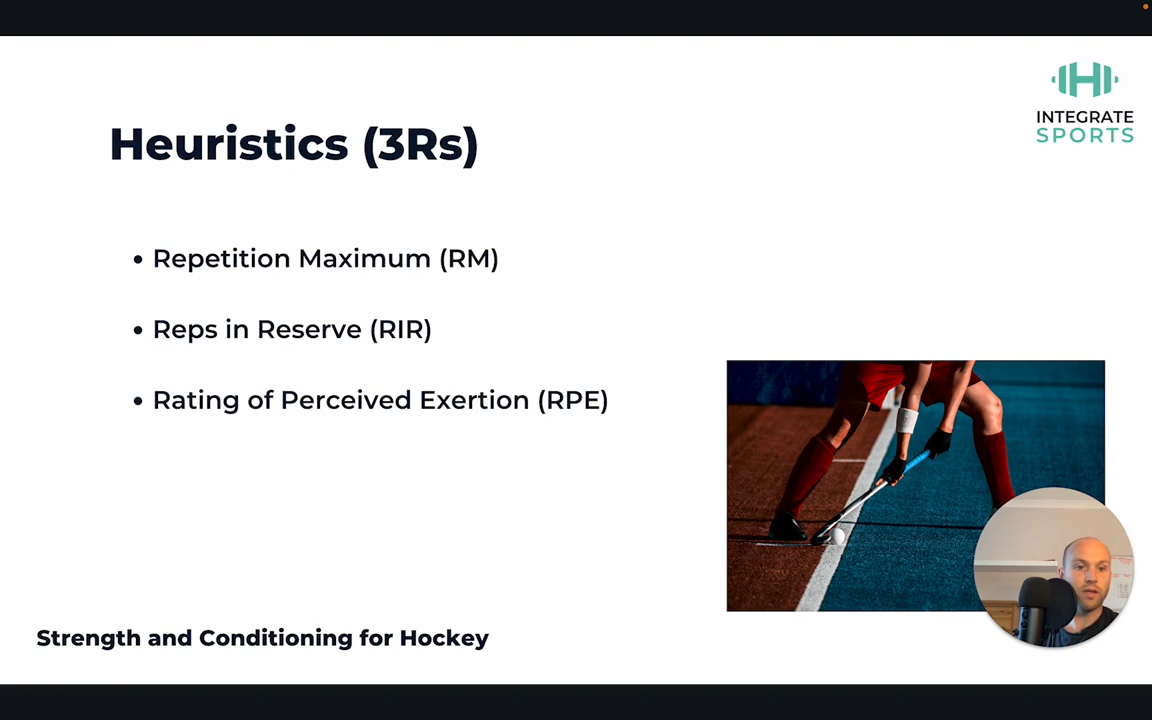 INTEGRATE
SPORTS
Heuristics (3Rs)
• Repetition Maximum (RM)
• Reps in Reserve (RIR)
• Rating of Perceived Exertion (RPE)
Strength and Conditioning for Hockey